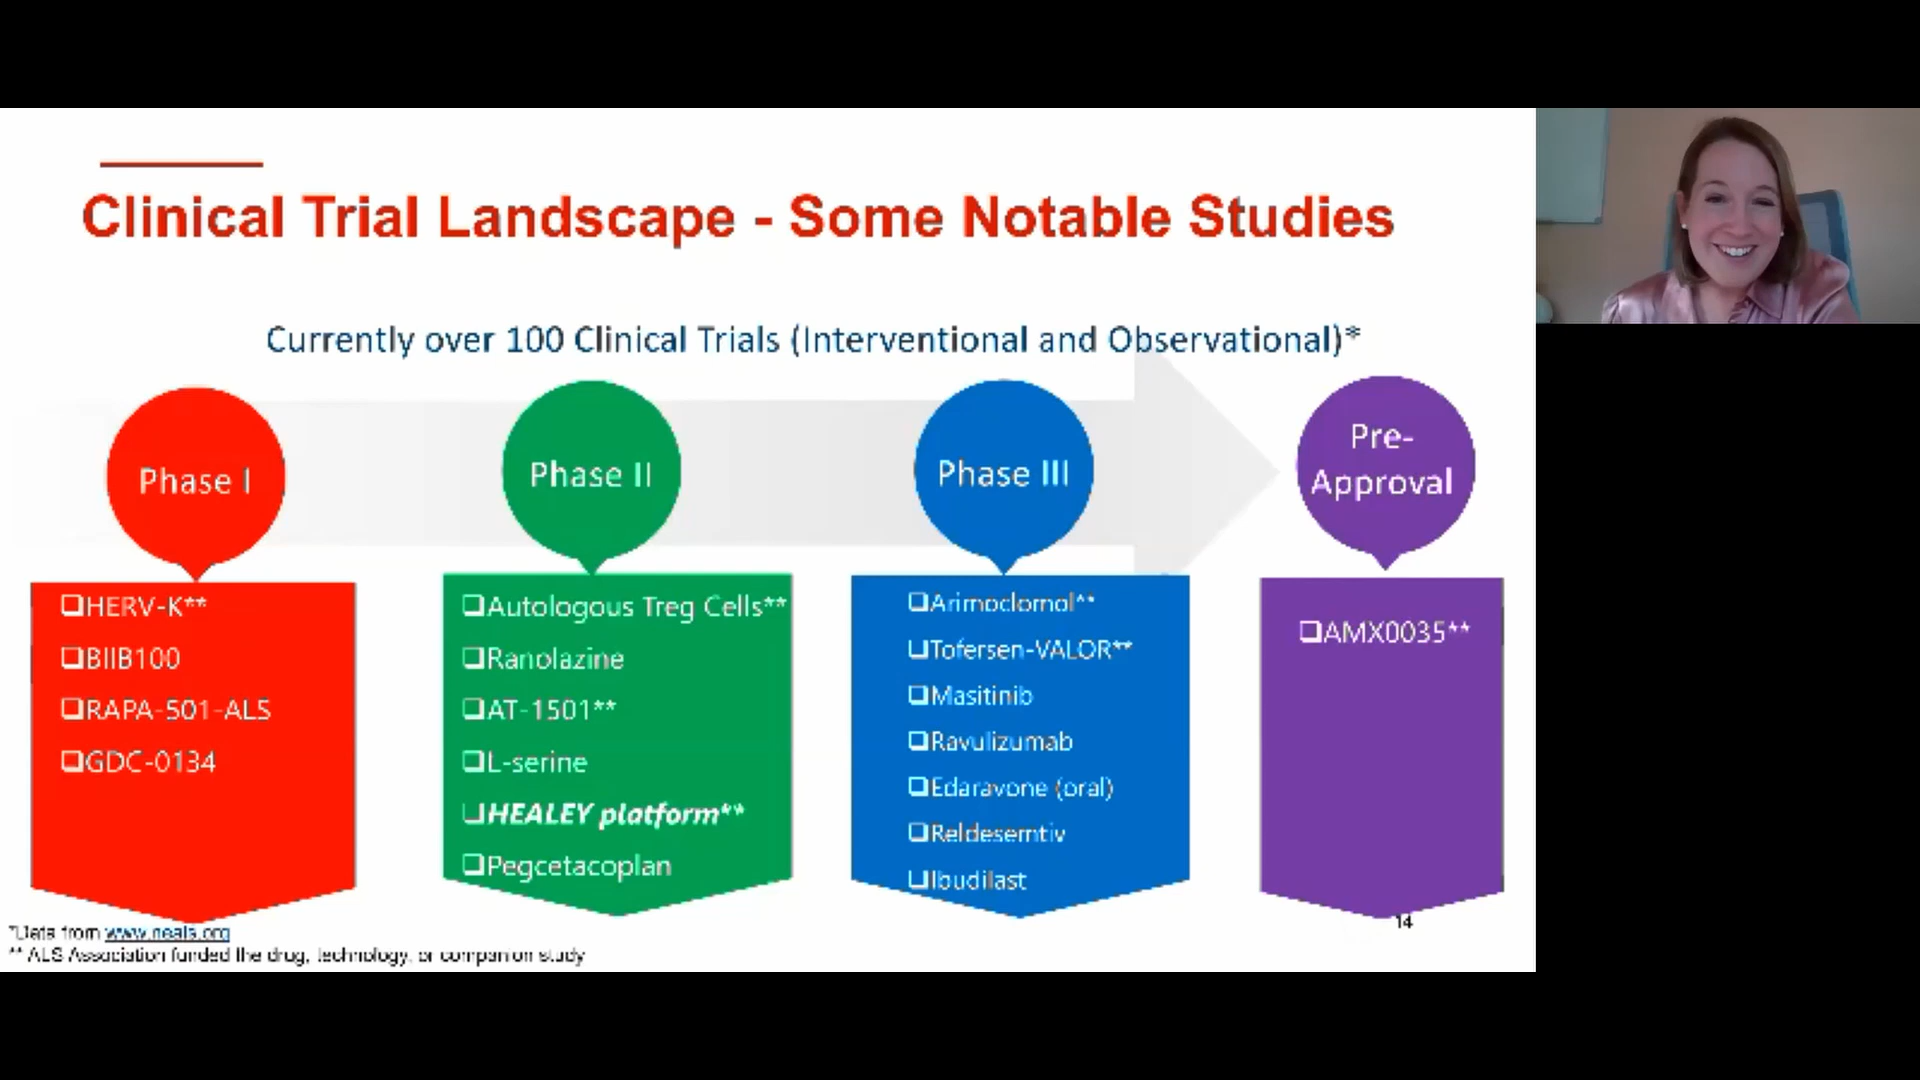 Clinical Trial Landscape - Some Notable Studies
Currently over 100 Clinical Trials (Interventional and Observational)*
Phase I
Phase II
Phase III
Pre-
Approval
❑HERV-K**
❑BIIB100
❑RAPA-501-ALS
❑GDC-0134
❑Autologous Treg Cells**
❑Ranolazine
❑AT-1501**
❑L-serine
❑HEALEY platform**
❑Pegcetacoplan
❑Arimoclomol**
❑Tofersen-VALOR**
❑Masitinib
❑Ravulizumab
❑Edaravone (oral)
❑Reldesemtiv
❑Ibudilast
❑AMX0035**
14
*Data from www.neals.org
** ALS Association funded the drug, technology, or companion study